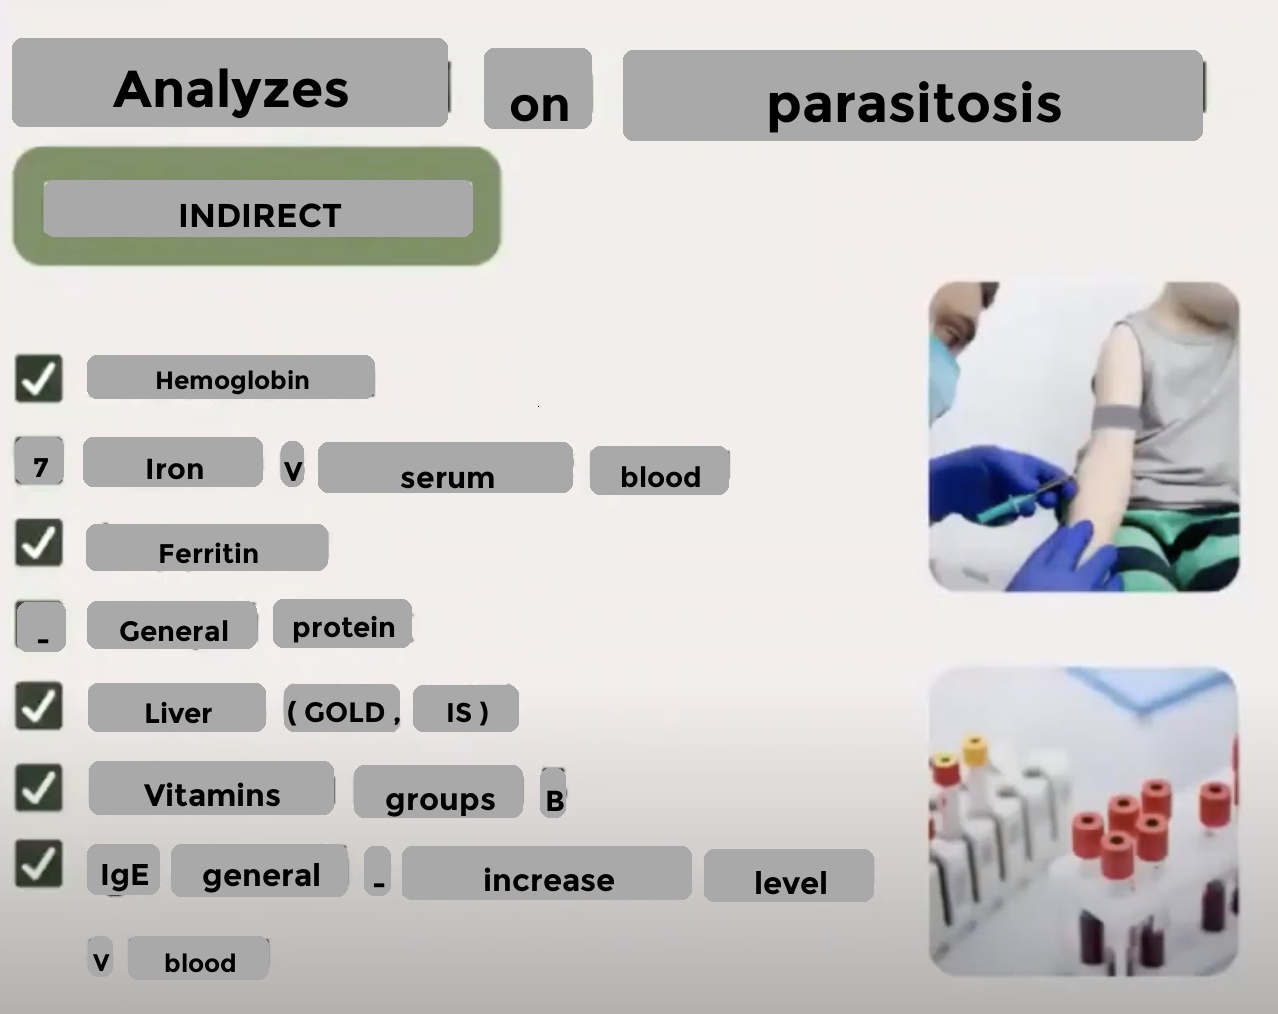 Analyzes on parasitosis
INDIRECT
Hemoglobin
7 Iron v serum blood
Ferritin
- General protein
Liver ( GOLD , IS )
Vitamins groups B
IgE general - increase level
v blood